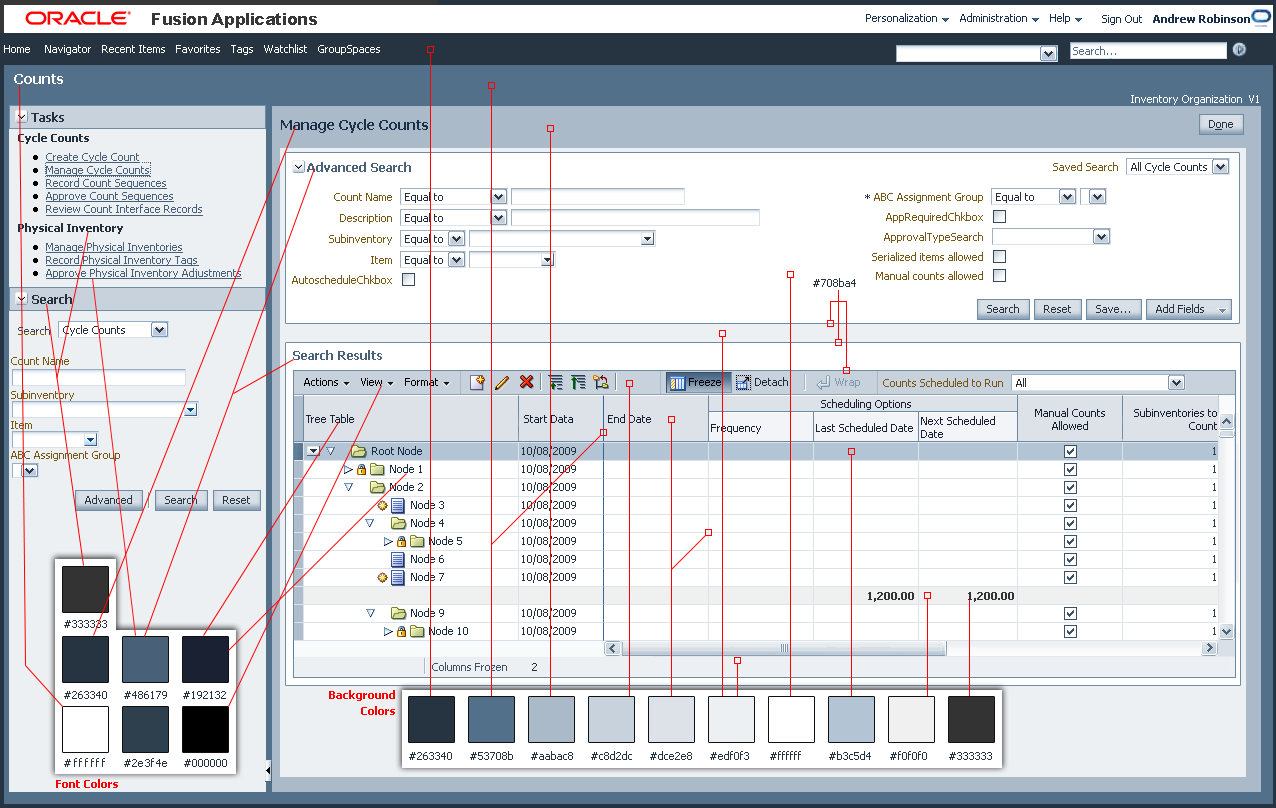 ORACLE® Fusion Applications
Personalization Administration Help Sign Out Andrew Robinson
Home Navigator Recent Items Favorites Tags Watchlist GroupSpaces
Search...
Counts
Inventory Organization V1
Tasks
Cycle Counts
Create Cycle Count
Manage Cycle Counts
Record Count Sequences
Approve Count Sequences
Review Count Interface Records
Physical Inventory
Manage Physical Inventories
Record Physical Inventory Tags
Approve Physical Inventory Adjustments
Search
Search Cycle Counts
Count Name
Subinventory
Item
ABC Assignment Group
Advanced Search Reset
#333333
#263340 #486179 #192132
#ffffff #2e3f4e #000000
Font Colors
Manage Cycle Counts
Done
Advanced Search
Saved Search All Cycle Counts
Count Name Equal to
Description Equal to
Subinventory Equal to
Item Equal to
AutoscheduleChkbox
* ABC Assignment Group Equal to
AppRequiredChkbox
ApprovalTypeSearch
Serialized items allowed
Manual counts allowed
#708ba4
Search Reset Save... Add Fields
Search Results
Actions View Format Freeze Detach Wrap Counts Scheduled to Run All
Scheduling Options
Tree Table Start Data End Date Frequency Last Scheduled Date Next Scheduled Date Manual Counts Allowed Subinventories to Count
Root Node 10/08/2009 1
Node 1 10/08/2009 1
Node 2 10/08/2009 1
Node 3 10/08/2009 1
Node 4 10/08/2009 1
Node 5 10/08/2009 1
Node 6 10/08/2009 1
Node 7 10/08/2009 1
1,200.00 1,200.00
Node 9 10/08/2009 1
Node 10 10/08/2009 1
Columns Frozen 2
Background
Colors
#263340 #53708b #aabac8 #c8d2dc #dce2e8 #edf0f3 #ffffff #b3c5d4 #f0f0f0 #333333